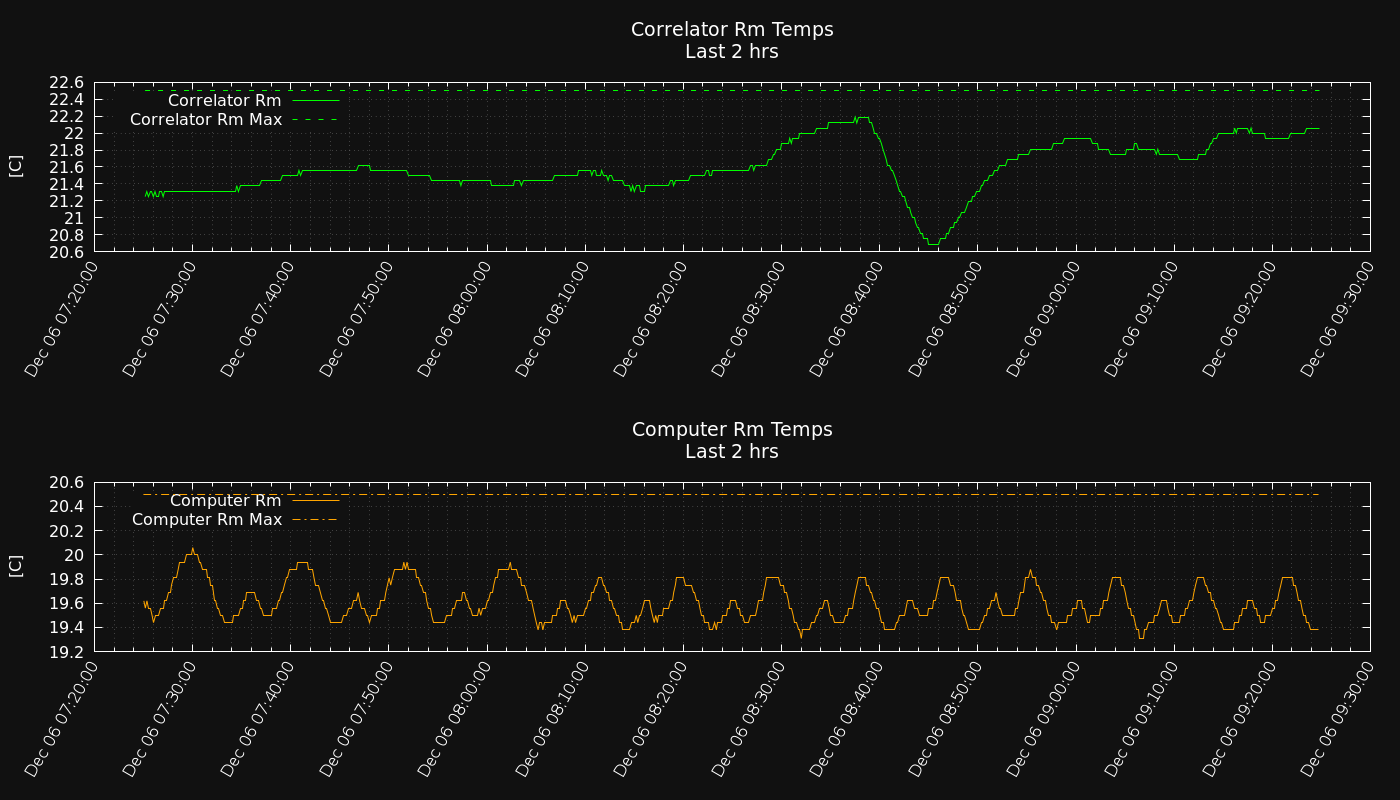 Correlator Rm Temps
Last 2 hrs
22.6
22.4
22.2
22
21.8
21.6
21.4
21.2
21
20.8
20.6
[C]
Correlator Rm
Correlator Rm Max
Dec 06 07:20:00
Dec 06 07:30:00
Dec 06 07:40:00
Dec 06 07:50:00
Dec 06 08:00:00
Dec 06 08:10:00
Dec 06 08:20:00
Dec 06 08:30:00
Dec 06 08:40:00
Dec 06 08:50:00
Dec 06 09:00:00
Dec 06 09:10:00
Dec 06 09:20:00
Dec 06 09:30:00
Computer Rm Temps
Last 2 hrs
20.6
20.4
20.2
20
19.8
19.6
19.4
19.2
[C]
Computer Rm
Computer Rm Max
Dec 06 07:20:00
Dec 06 07:30:00
Dec 06 07:40:00
Dec 06 07:50:00
Dec 06 08:00:00
Dec 06 08:10:00
Dec 06 08:20:00
Dec 06 08:30:00
Dec 06 08:40:00
Dec 06 08:50:00
Dec 06 09:00:00
Dec 06 09:10:00
Dec 06 09:20:00
Dec 06 09:30:00